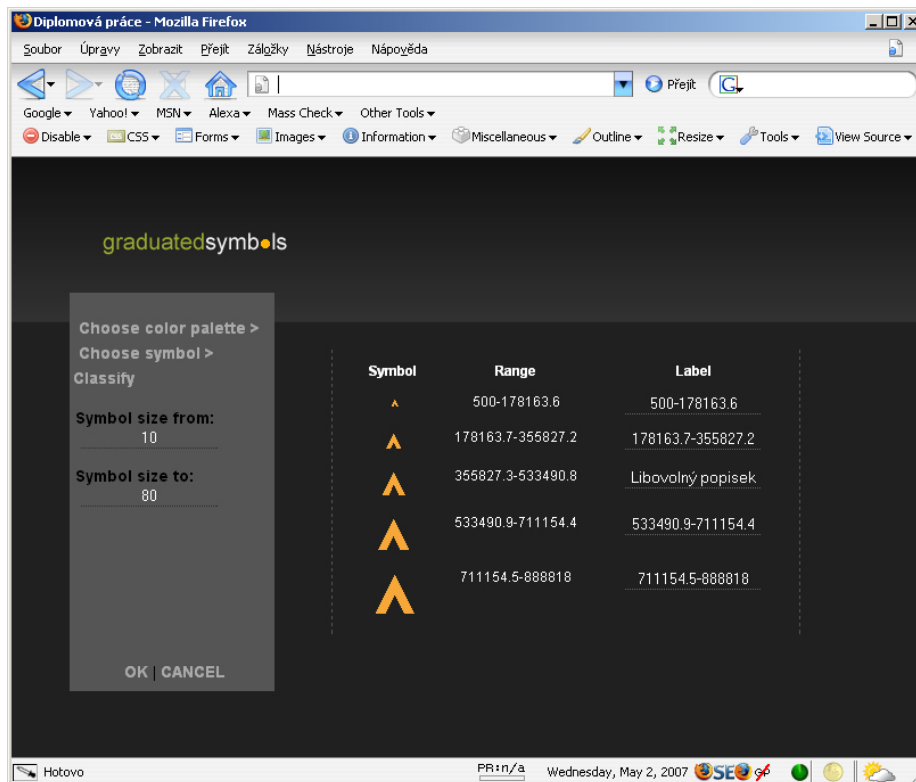 Diplomová práce - Mozilla Firefox
Soubor Úpravy Zobrazit Přejít Záložky Nástroje Nápověda
Přejít G
Google Yahoo! MSN Alexa Mass Check Other Tools
Disable CSS Forms Images Information Miscellaneous Outline Resize Tools View Source
graduatedsymbols
Choose color palette >
Choose symbol >
Classify
Symbol size from:
10
Symbol size to:
80
OK | CANCEL
Symbol Range Label
500-178163.6 500-178163.6
178163.7-355827.2 178163.7-355827.2
355827.3-533490.8 Libovolný popisek
533490.9-711154.4 533490.9-711154.4
711154.5-888818 711154.5-888818
Hotovo PR:n/a Wednesday, May 2, 2007 SE GP